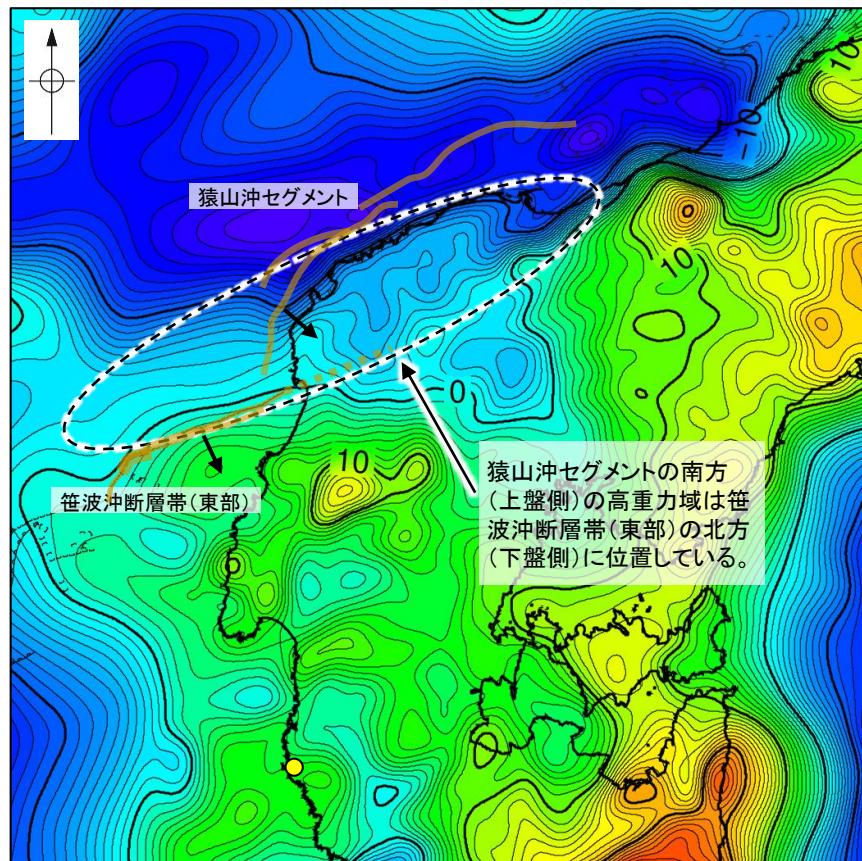 10
-10
猿山沖セグメント
10
0
10
猿山沖セグメントの南方
(上盤側)の高重力域は笹
波沖断層帯(東部)の北方
(下盤側)に位置している。
笹波沖断層帯(東部)
0